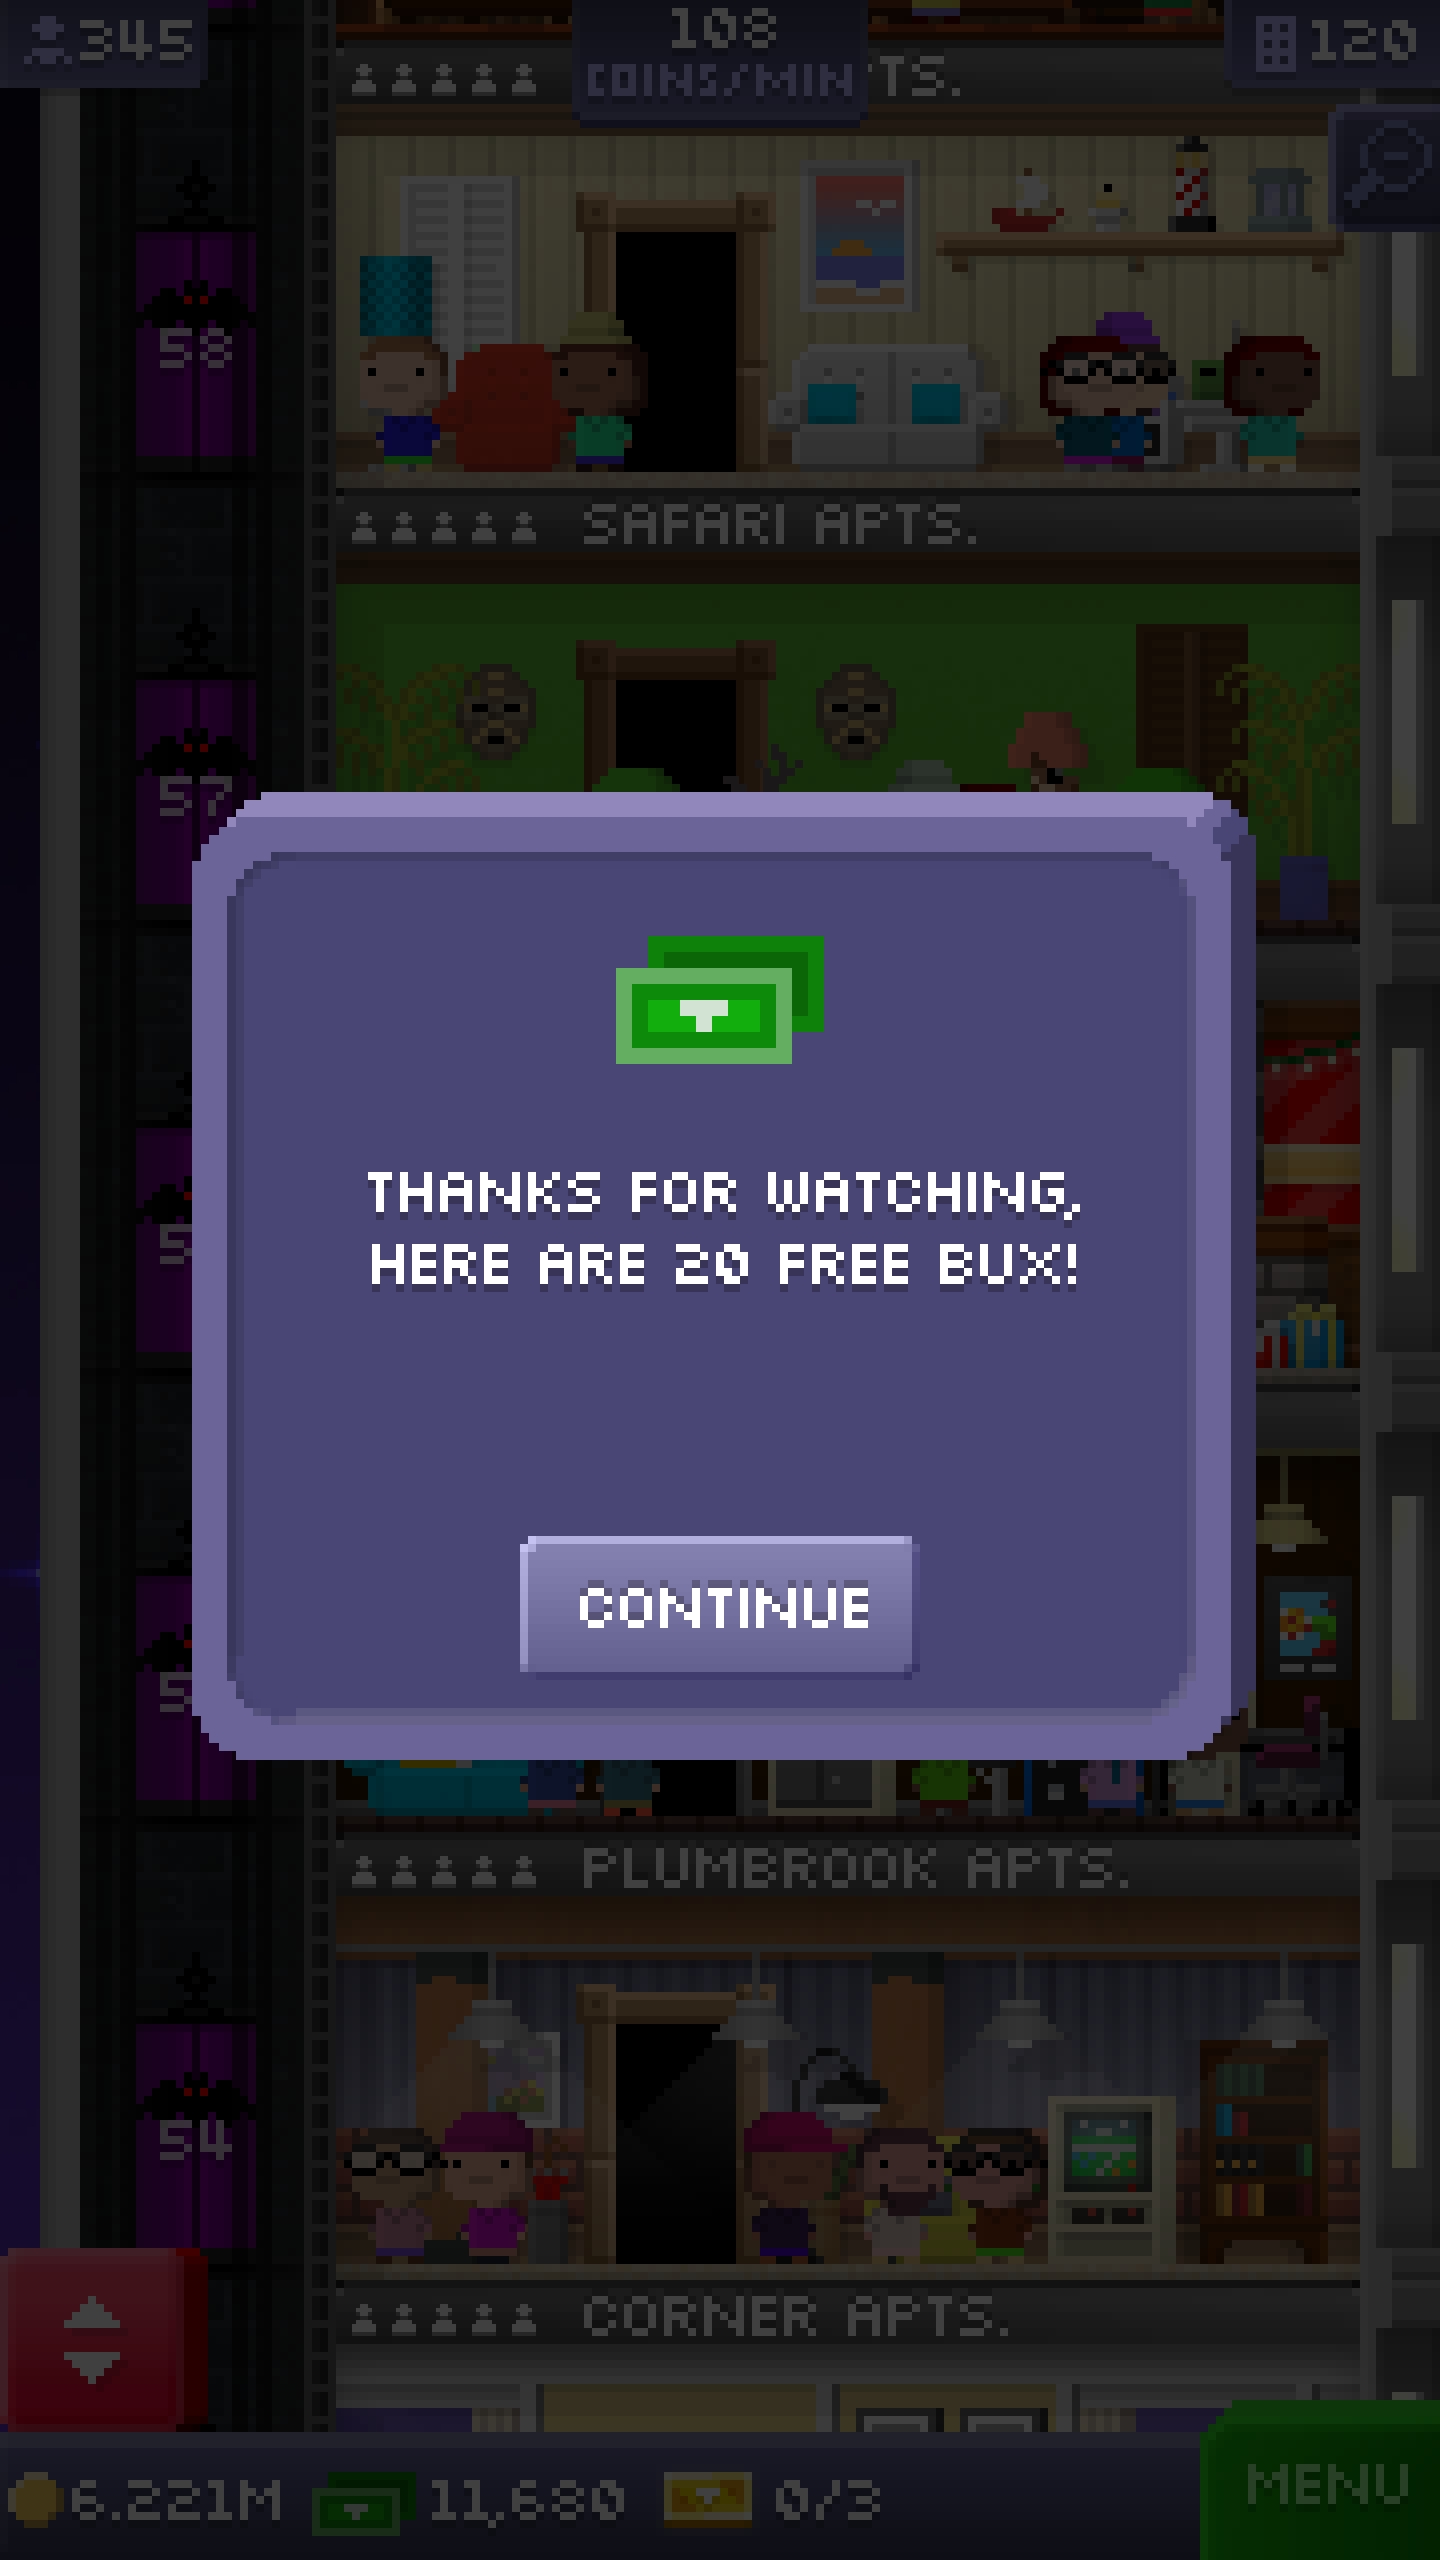 345
108
COINS/MIN
120
TS.
58
SAFARI APTS.
57
THANKS FOR WATCHING,
HERE ARE 20 FREE BUX!
CONTINUE
PLUMBROOK APTS.
54
CORNER APTS.
6.221M
11,680
0/3
MENU